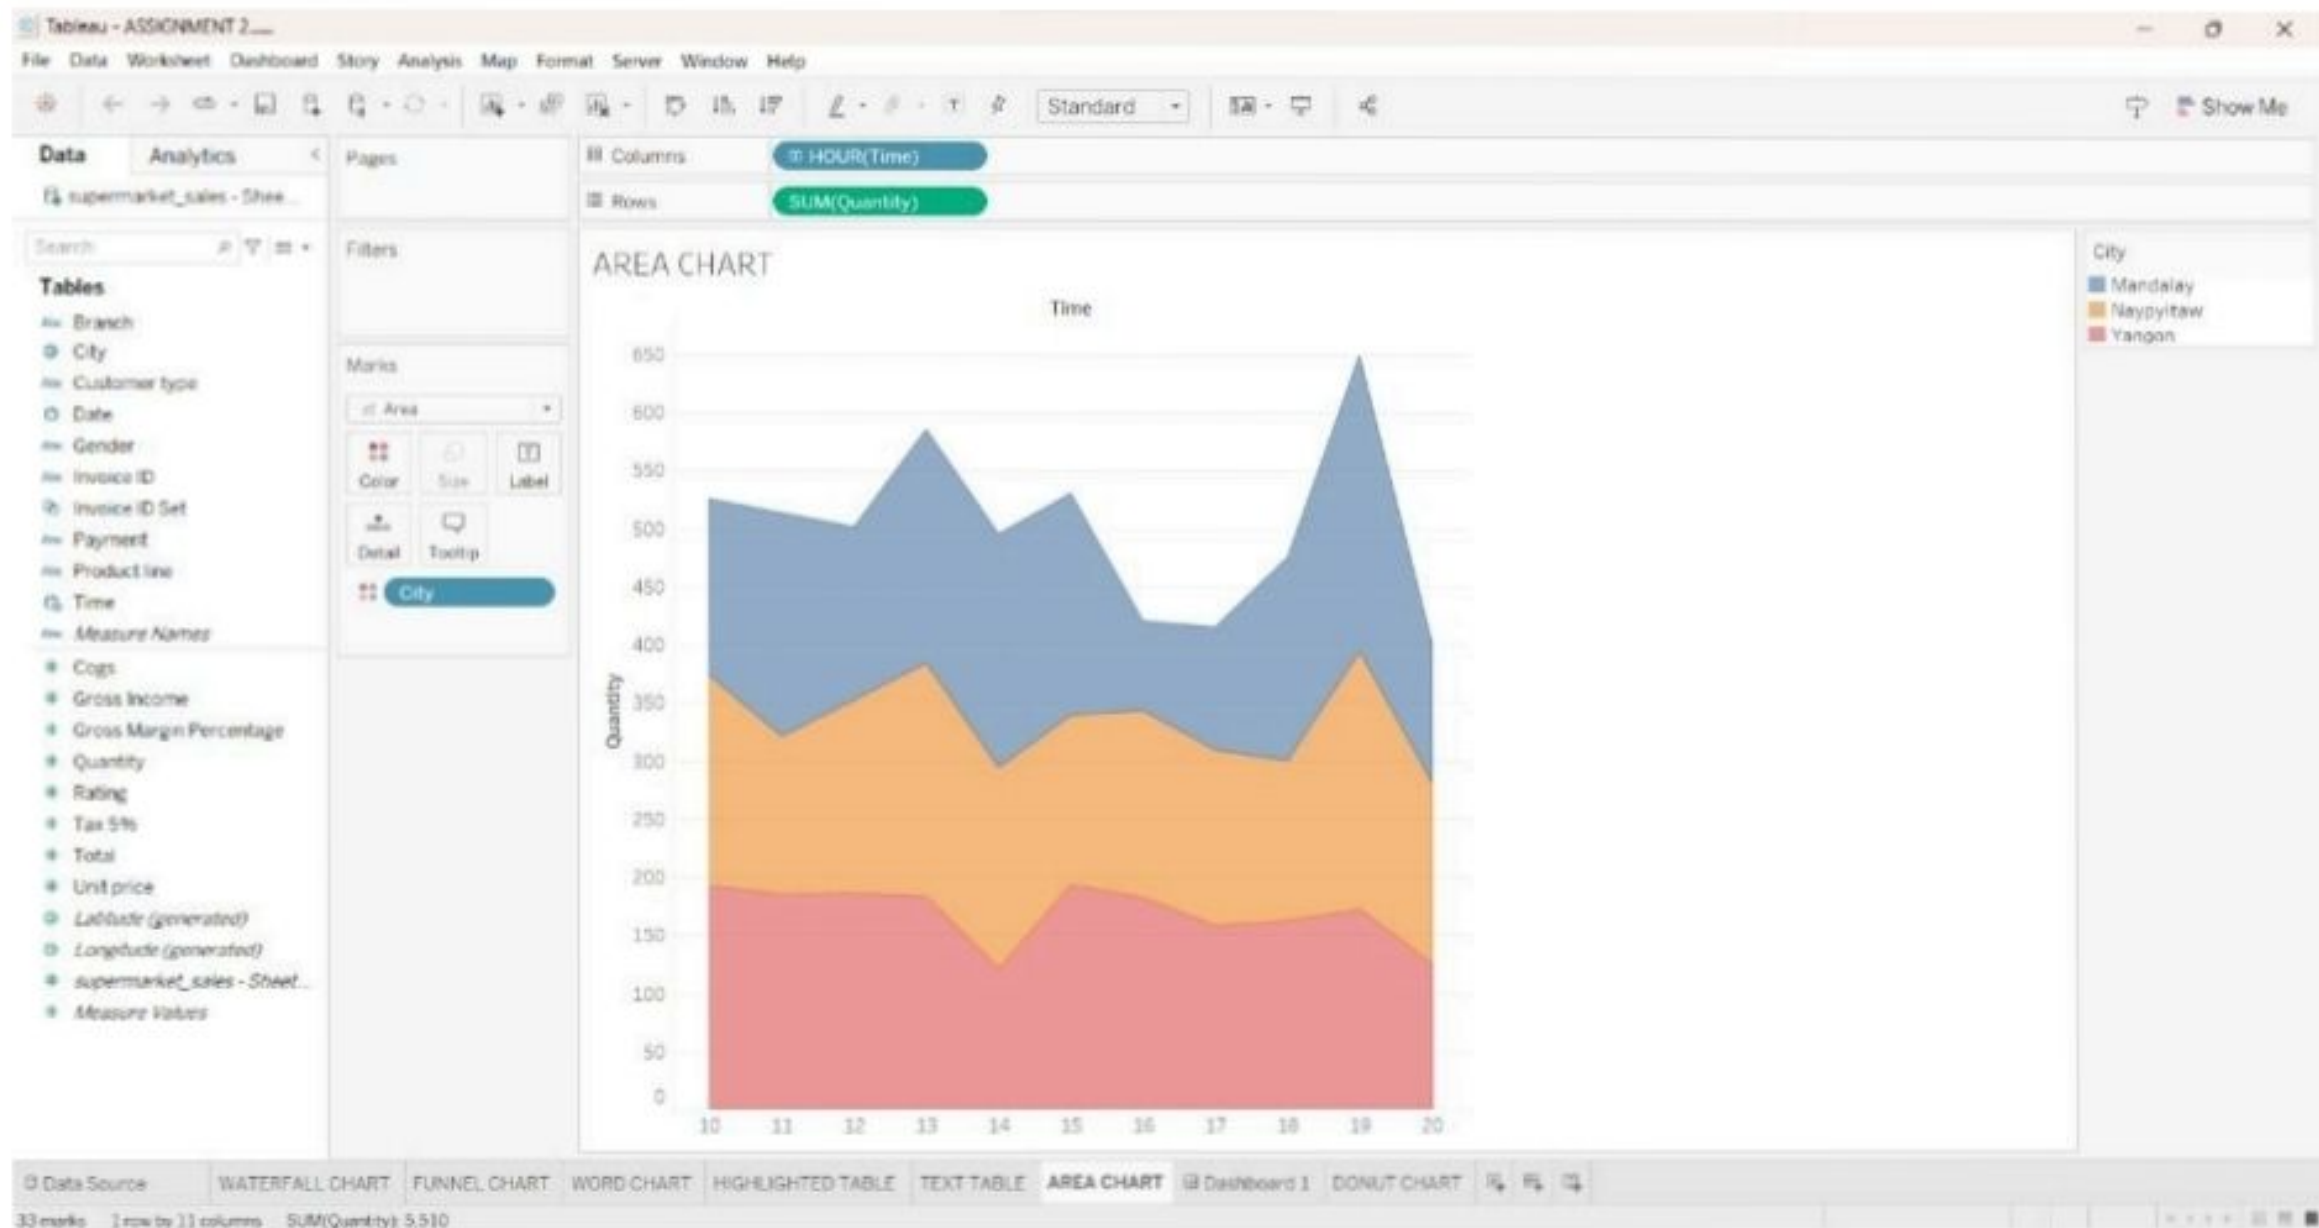 Tableau - ASSIGNMENT 2
File Data Worksheet Dashboard Story Analysis Map Format Server Window Help
Standard
Show Me
Data Analytics
supermarket_sales - Shee...
Search
Tables
Branch
City
Customer type
Date
Gender
Invoice ID
Invoice ID Set
Payment
Product line
Time
Measure Names
Cogs
Gross Income
Gross Margin Percentage
Quantity
Rating
Tax 5%
Total
Unit price
Latitude (generated)
Longitude (generated)
supermarket_sales - Sheet...
Measure Values
Pages
Filters
Marks
Area
Color Size Label
Detail Tooltip
City
Columns HOUR(Time)
Rows SUM(Quantity)
AREA CHART
Time
Quantity
650
600
550
500
450
400
350
300
250
200
150
100
50
0
10 11 12 13 14 15 16 17 18 19 20
City
Mandalay
Naypyitaw
Yangon
Data Source WATERFALL CHART FUNNEL CHART WORD CHART HIGHLIGHTED TABLE TEXT TABLE AREA CHART Dashboard 1 DONUT CHART
33 marks 1 row by 11 columns SUM(Quantity): 5,510